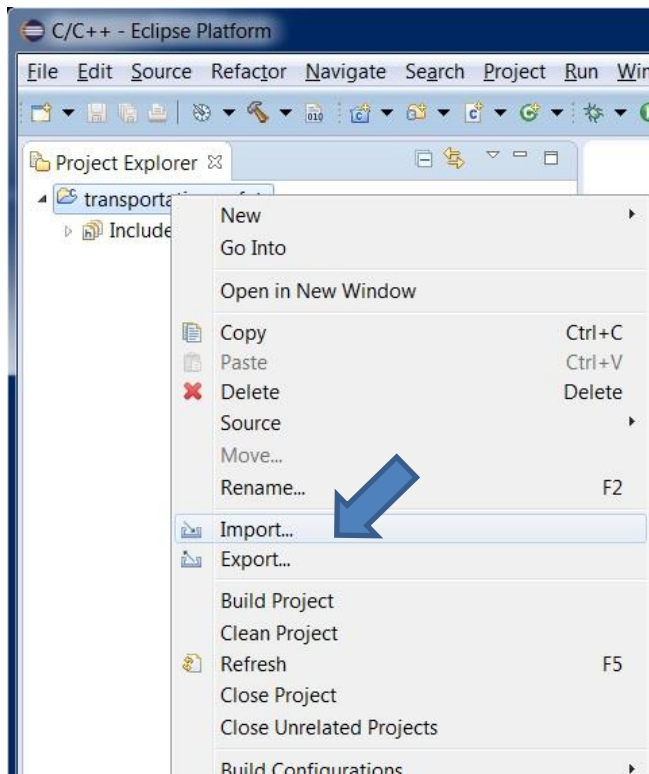 C/C++ - Eclipse Platform
File Edit Source Refactor Navigate Search Project Run
Project Explorer
New
Go Into
Open in New Window
Copy Ctrl+C
Paste Ctrl+V
Delete Delete
Source
Move...
Rename... F2
Import...
Export...
Build Project
Clean Project
Refresh F5
Close Project
Close Unrelated Projects
Build Configurations